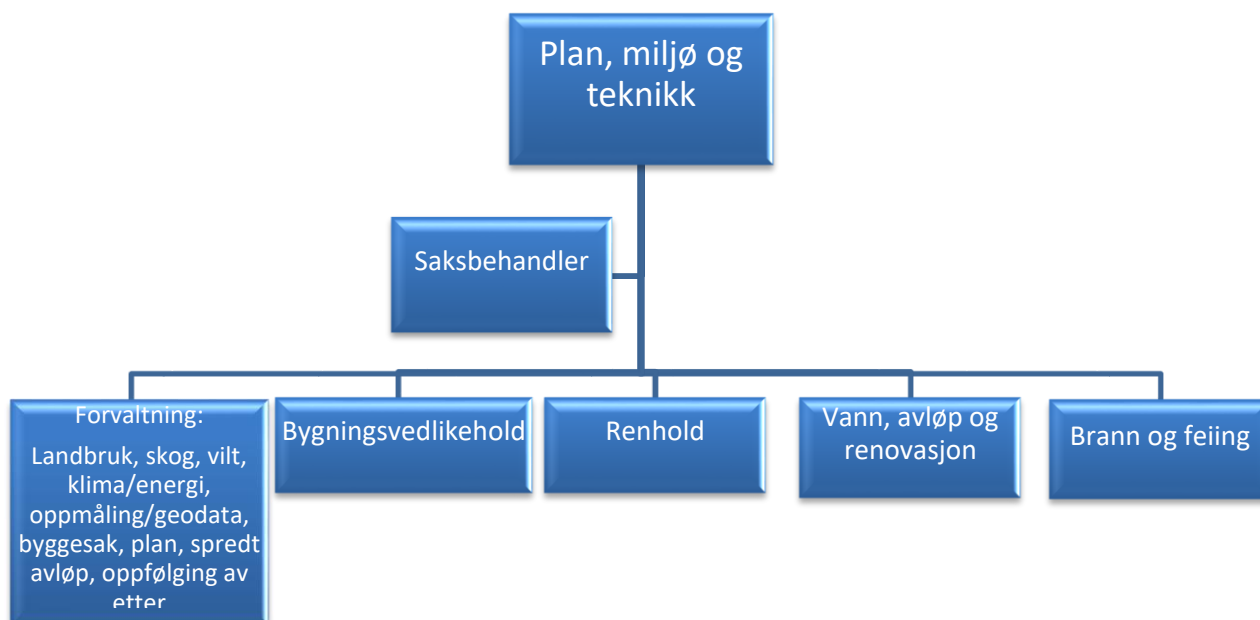 Plan, miljø og
teknikk
Saksbehandler
Forvaltning:
Landbruk, skog, vilt,
klima/energi,
oppmåling/geodata,
byggesak, plan, spredt
avløp, oppfølging av
etter
Bygningsvedlikehold
Renhold
Vann, avløp og
renovasjon
Brann og feiing